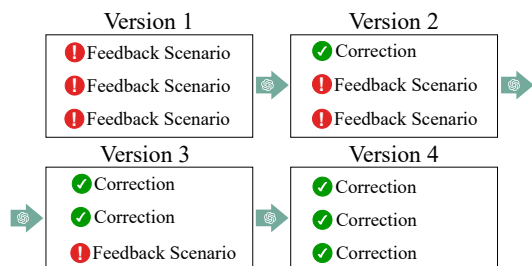 Version 1
Feedback Scenario
Feedback Scenario
Feedback Scenario
Version 2
Correction
Feedback Scenario
Feedback Scenario
Version 3
Correction
Correction
Feedback Scenario
Version 4
Correction
Correction
Correction